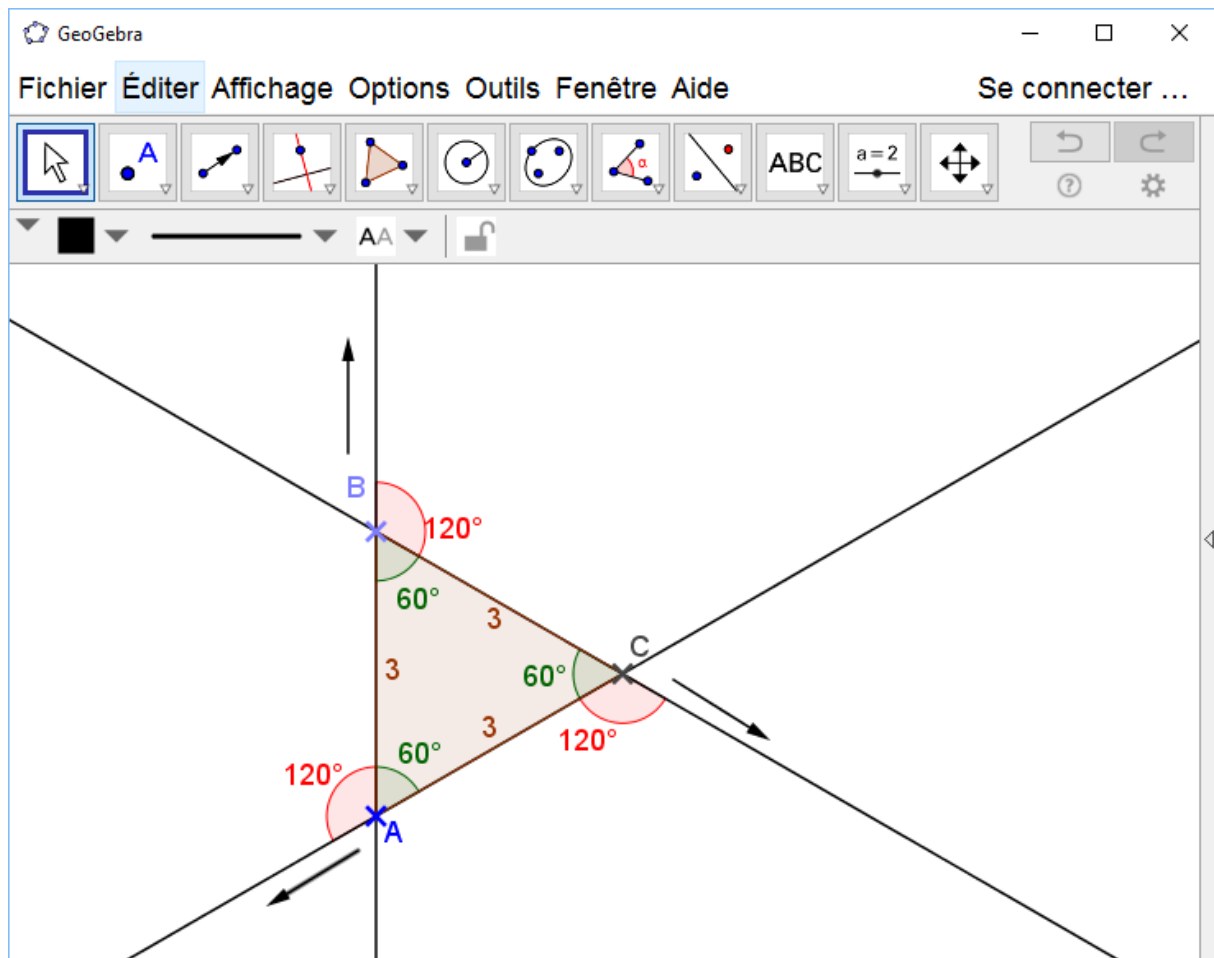 GeoGebra
Fichier Éditer Affichage Options Outils Fenêtre Aide Se connecter ...
A α ABC a=2
AA
B
120°
60°
3
C
3
60°
3
120°
60°
120°
A